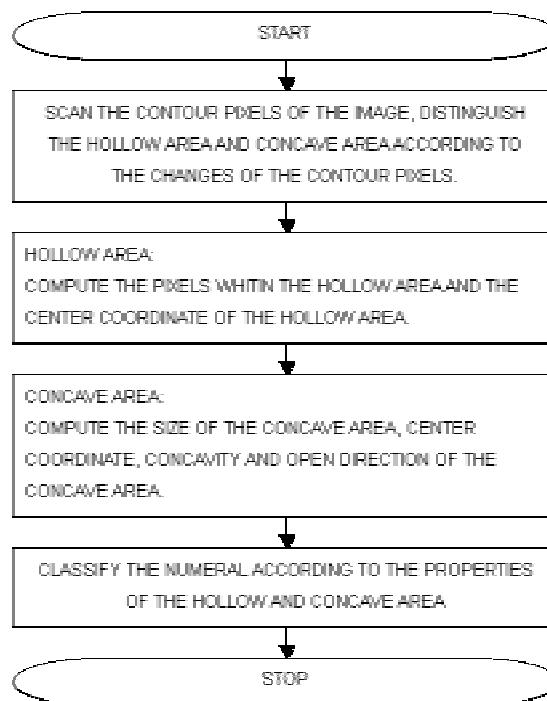 START
SCAN THE CONTOUR PIXELS OF THE IMAGE, DISTINGUISH
THE HOLLOW AREA AND CONCAVE AREA ACCORDING TO
THE CHANGES OF THE CONTOUR PIXELS.
HOLLOW AREA:
COMPUTE THE PIXELS WHITIN THE HOLLOW AREA AND THE
CENTER COORDINATE OF THE HOLLOW AREA.
CONCAVE AREA:
COMPUTE THE SIZE OF THE CONCAVE AREA, CENTER
COORDINATE, CONCAVITY AND OPEN DIRECTION OF THE
CONCAVE AREA.
CLASSIFY THE NUMERAL ACCORDING TO THE PROPERTIES
OF THE HOLLOW AND CONCAVE AREA
STOP